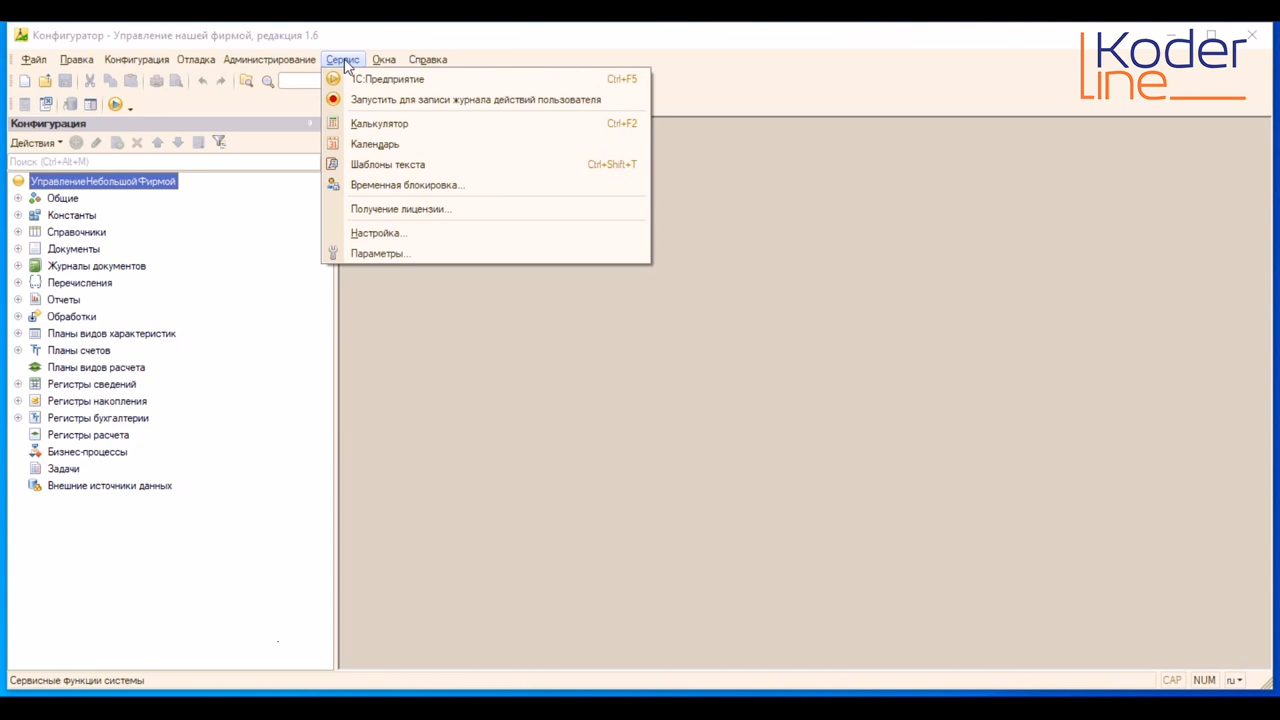 Конфигуратор - Управление нашей фирмой, редакция 1.6
Koder
line
Файл Правка Конфигурация Отладка Администрирование Сервис Окна Справка
1С:Предприятие Ctrl+F5
Запустить для записи журнала действий пользователя
Калькулятор Ctrl+F2
Календарь
Шаблоны текста Ctrl+Shift+T
Временная блокировка...
Получение лицензии...
Настройка...
Параметры...
Конфигурация
Действия
Поиск (Ctrl+Alt+M)
УправлениеНебольшойФирмой
Общие
Константы
Справочники
Документы
Журналы документов
Перечисления
Отчеты
Обработки
Планы видов характеристик
Планы счетов
Планы видов расчета
Регистры сведений
Регистры накопления
Регистры бухгалтерии
Регистры расчета
Бизнес-процессы
Задачи
Внешние источники данных
Сервисные функции системы
CAP NUM ru